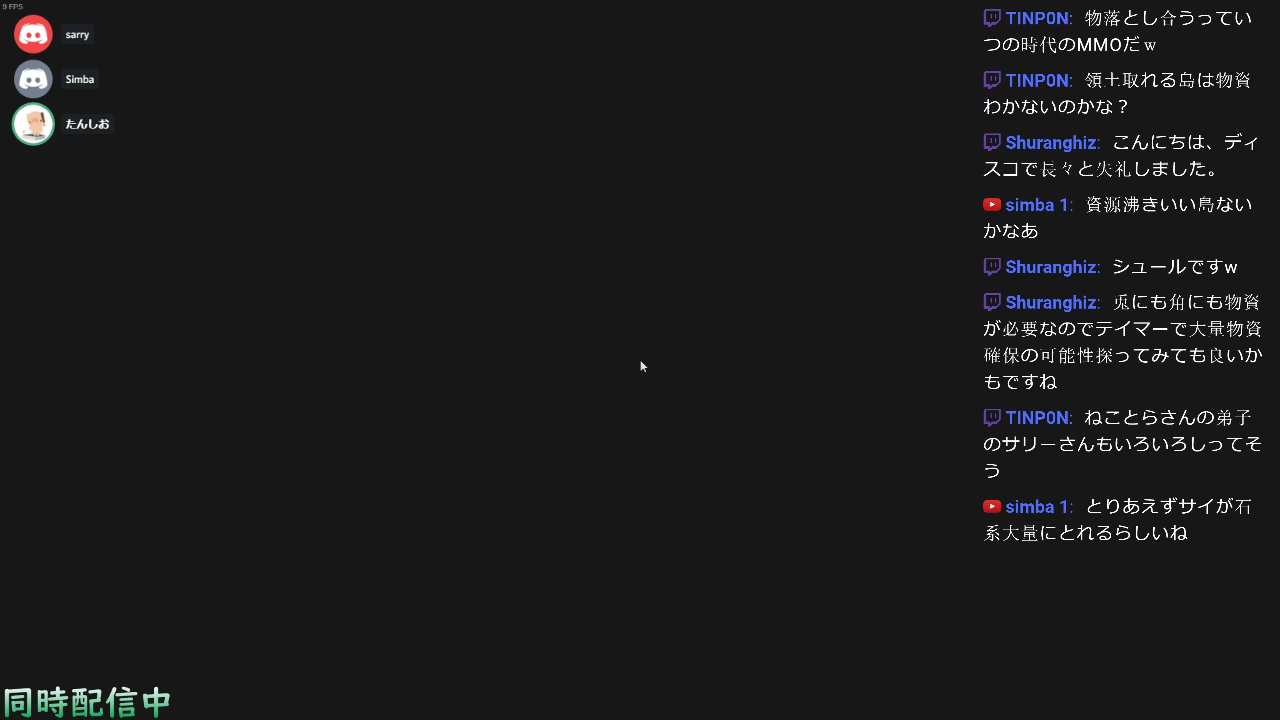 9 FPS
sarry
Simba
たんしお
TINP0N: 物落とし合うってい
つの時代のMMOだｗ
TINP0N: 領土取れる島は物資
わかないのかな？
Shuranghiz: こんにちは、ディ
スコで長々と失礼しました。
simba 1: 資源沸きいい島ない
かなあ
Shuranghiz: シュールですw
Shuranghiz: 兎にも角にも物資
が必要なのでテイマーで大量物資
確保の可能性探ってみても良いか
もですね
TINP0N: ねことらさんの弟子
のサリーさんもいろいろしってそ
う
simba 1: とりあえずサイが石
系大量にとれるらしいね
同時配信中